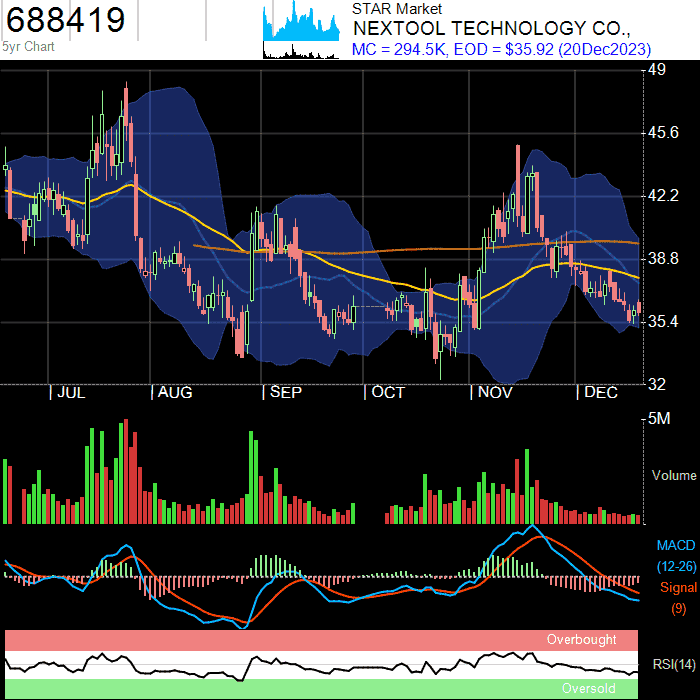 688419
5yr Chart
STAR Market
NEXTOOL TECHNOLOGY CO.,
MC = 294.5K, EOD = $35.92 (20Dec2023)
49
45.6
42.2
38.8
35.4
32
| JUL | AUG | SEP | OCT | NOV | DEC
5M
Volume
MACD
(12-26)
Signal
(9)
Overbought
RSI(14)
Oversold